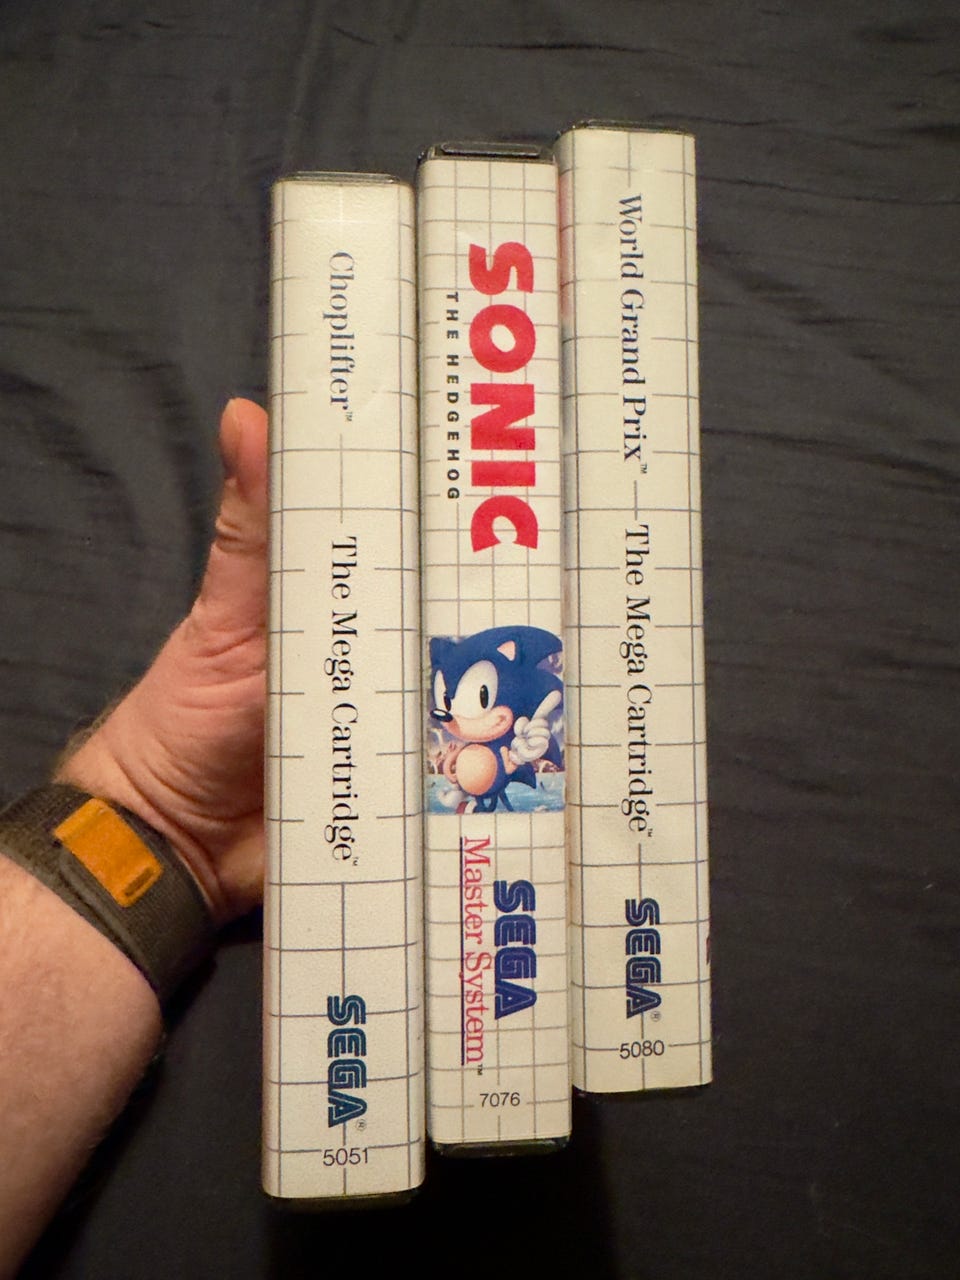 Choplifter™
The Mega Cartridge™
SEGA®
5051
SONIC
THE HEDGEHOG
SEGA
Master System™
7076
World Grand Prix™
The Mega Cartridge™
SEGA®
5080